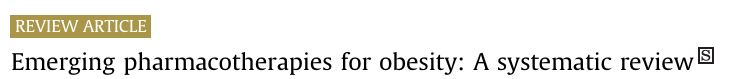 REVIEW ARTICLE
Emerging pharmacotherapies for obesity: A systematic review S